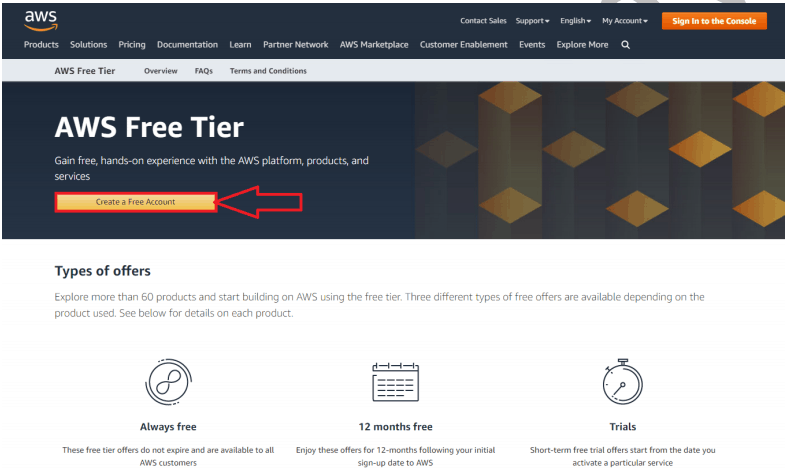 aws
Contact Sales Support English My Account Sign In to the Console
Products Solutions Pricing Documentation Learn Partner Network AWS Marketplace Customer Enablement Events Explore More
AWS Free Tier Overview FAQs Terms and Conditions
AWS Free Tier
Gain free, hands-on experience with the AWS platform, products, and
services
Create a Free Account
Types of offers
Explore more than 60 products and start building on AWS using the free tier. Three different types of free offers are available depending on the
product used. See below for details on each product.
Always free
12 months free
Trials
These free tier offers do not expire and are available to all
AWS customers
Enjoy these offers for 12-months following your initial
sign-up date to AWS
Short-term free trial offers start from the date you
activate a particular service